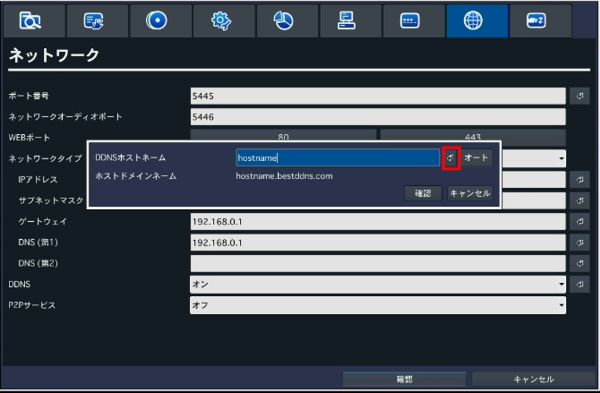 ネットワーク
ポート番号 5445
ネットワークオーディオポート 5446
WEBポート 80 443
ネットワークタイプ
DDNSホストネーム hostname オート
ホストドメインネーム hostname.bestddns.com
確認 キャンセル
IPアドレス
サブネットマスク
ゲートウェイ 192.168.0.1
DNS (第1) 192.168.0.1
DNS (第2)
DDNS オン
P2Pサービス オフ
確認 キャンセル